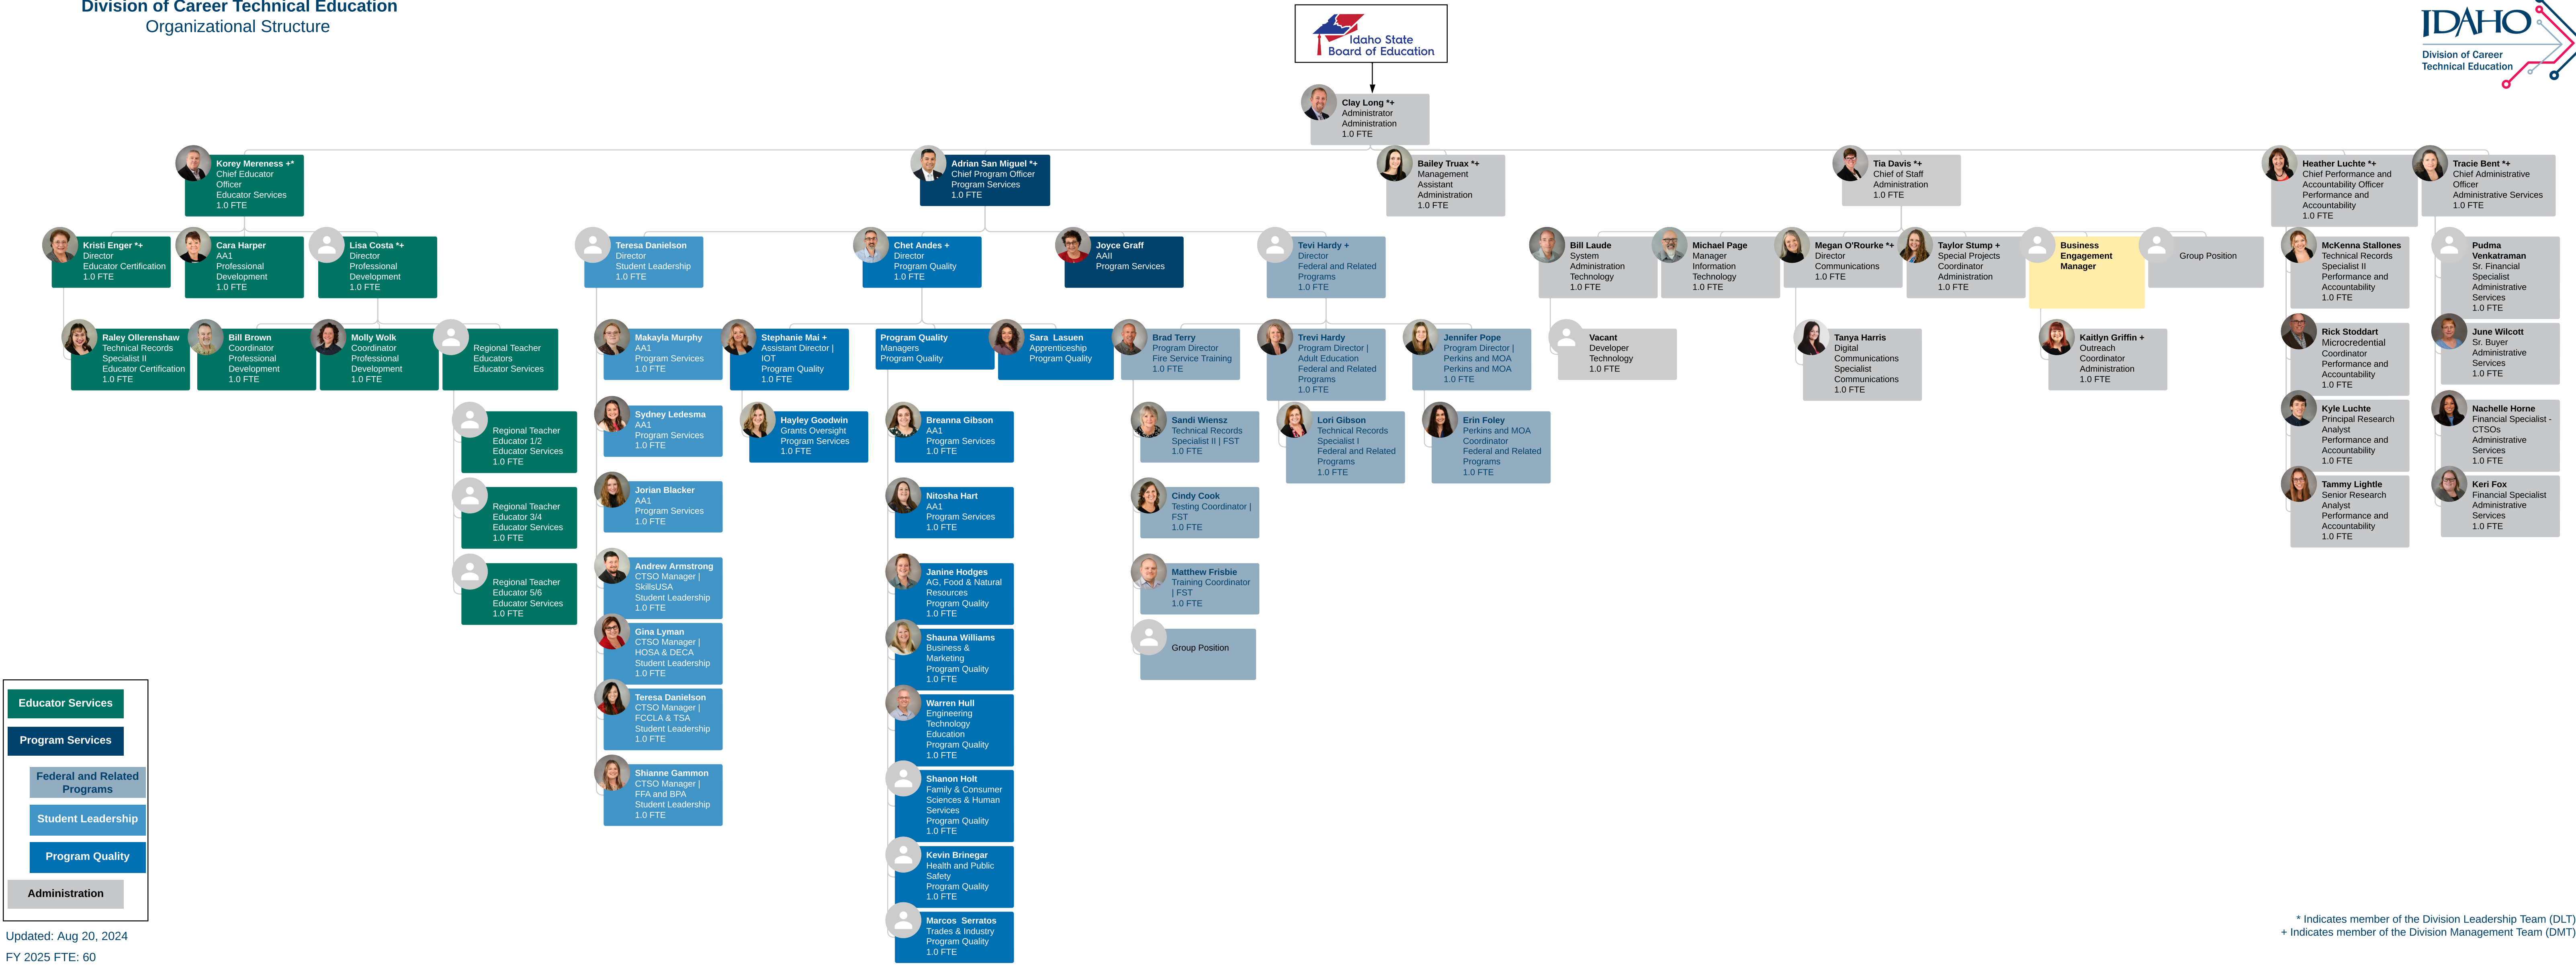 Division of Career Technical Education
Organizational Structure
Idaho State
Board of Education
IDAHO
Division of Career
Technical Education
Clay Long *+
Administrator
Administration
1.0 FTE
Korey Mereness +*
Chief Educator
Officer
Educator Services
1.0 FTE
Adrian San Miguel *+
Chief Program Officer
Program Services
1.0 FTE
Bailey Truax *+
Management
Assistant
Administration
1.0 FTE
Tia Davis *+
Chief of Staff
Administration
1.0 FTE
Heather Luchte *+
Chief Performance and
Accountability Officer
Performance and
Accountability
1.0 FTE
Tracie Bent *+
Chief Administrative
Officer
Administrative Services
1.0 FTE
Kristi Enger *+
Director
Educator Certification
1.0 FTE
Cara Harper
AA1
Professional
Development
1.0 FTE
Lisa Costa *+
Director
Professional
Development
1.0 FTE
Teresa Danielson
Director
Student Leadership
1.0 FTE
Chet Andes +
Director
Program Quality
1.0 FTE
Joyce Graff
AAII
Program Services
Tevi Hardy +
Director
Federal and Related
Programs
1.0 FTE
Bill Laude
System
Administration
Technology
1.0 FTE
Michael Page
Manager
Information
Technology
1.0 FTE
Megan O'Rourke *+
Director
Communications
1.0 FTE
Taylor Stump +
Special Projects
Coordinator
Administration
1.0 FTE
Business
Engagement
Manager
Group Position
McKenna Stallones
Technical Records
Specialist II
Performance and
Accountability
1.0 FTE
Pudma
Venkatraman
Sr. Financial
Specialist
Administrative
Services
1.0 FTE
Raley Ollerenshaw
Technical Records
Specialist II
Educator Certification
1.0 FTE
Bill Brown
Coordinator
Professional
Development
1.0 FTE
Molly Wolk
Coordinator
Professional
Development
1.0 FTE
Regional Teacher
Educators
Educator Services
Makayla Murphy
AA1
Program Services
1.0 FTE
Stephanie Mai +
Assistant Director |
IOT
Program Quality
1.0 FTE
Program Quality
Managers
Program Quality
Sara Lasuen
Apprenticeship
Program Quality
Brad Terry
Program Director
Fire Service Training
1.0 FTE
Trevi Hardy
Program Director |
Adult Education
Federal and Related
Programs
1.0 FTE
Jennifer Pope
Program Director |
Perkins and MOA
Perkins and MOA
1.0 FTE
Vacant
Developer
Technology
1.0 FTE
Tanya Harris
Digital
Communications
Specialist
Communications
1.0 FTE
Kaitlyn Griffin +
Outreach
Coordinator
Administration
1.0 FTE
Rick Stoddart
Microcredential
Coordinator
Performance and
Accountability
1.0 FTE
June Wilcott
Sr. Buyer
Administrative
Services
1.0 FTE
Regional Teacher
Educator 1/2
Educator Services
1.0 FTE
Sydney Ledesma
AA1
Program Services
1.0 FTE
Hayley Goodwin
Grants Oversight
Program Services
1.0 FTE
Breanna Gibson
AA1
Program Services
1.0 FTE
Sandi Wiensz
Technical Records
Specialist II | FST
1.0 FTE
Lori Gibson
Technical Records
Specialist I
Federal and Related
Programs
1.0 FTE
Erin Foley
Perkins and MOA
Coordinator
Federal and Related
Programs
1.0 FTE
Kyle Luchte
Principal Research
Analyst
Performance and
Accountability
1.0 FTE
Nachelle Horne
Financial Specialist -
CTSOs
Administrative
Services
1.0 FTE
Regional Teacher
Educator 3/4
Educator Services
1.0 FTE
Jorian Blacker
AA1
Program Services
1.0 FTE
Nitosha Hart
AA1
Program Services
1.0 FTE
Cindy Cook
Testing Coordinator |
FST
1.0 FTE
Tammy Lightle
Senior Research
Analyst
Performance and
Accountability
1.0 FTE
Keri Fox
Financial Specialist
Administrative
Services
1.0 FTE
Regional Teacher
Educator 5/6
Educator Services
1.0 FTE
Andrew Armstrong
CTSO Manager |
SkillsUSA
Student Leadership
1.0 FTE
Janine Hodges
AG, Food & Natural
Resources
Program Quality
1.0 FTE
Matthew Frisbie
Training Coordinator
| FST
1.0 FTE
Gina Lyman
CTSO Manager |
HOSA & DECA
Student Leadership
1.0 FTE
Shauna Williams
Business &
Marketing
Program Quality
1.0 FTE
Group Position
Teresa Danielson
CTSO Manager |
FCCLA & TSA
Student Leadership
1.0 FTE
Warren Hull
Engineering
Technology
Education
Program Quality
1.0 FTE
Shianne Gammon
CTSO Manager |
FFA and BPA
Student Leadership
1.0 FTE
Shanon Holt
Family & Consumer
Sciences & Human
Services
Program Quality
1.0 FTE
Kevin Brinegar
Health and Public
Safety
Program Quality
1.0 FTE
Marcos Serratos
Trades & Industry
Program Quality
1.0 FTE
Educator Services
Program Services
Federal and Related
Programs
Student Leadership
Program Quality
Administration
Updated: Aug 20, 2024
FY 2025 FTE: 60
* Indicates member of the Division Leadership Team (DLT)
+ Indicates member of the Division Management Team (DMT)